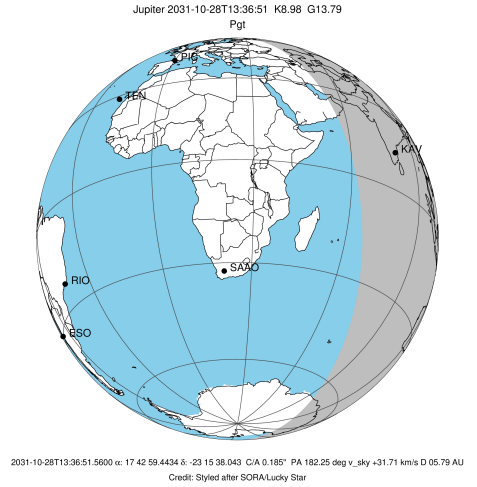 Jupiter 2031-10-28T13:36:51 K8.98 G13.79
Pgt
PIC
TEN
KAV
SAAO
RIO
ESO
2031-10-28T13:36:51.5600 α: 17 42 59.4434 δ: -23 15 38.043 C/A 0.185" PA 182.25 deg v_sky +31.71 km/s D 05.79 AU
Credit: Styled after SORA/Lucky Star